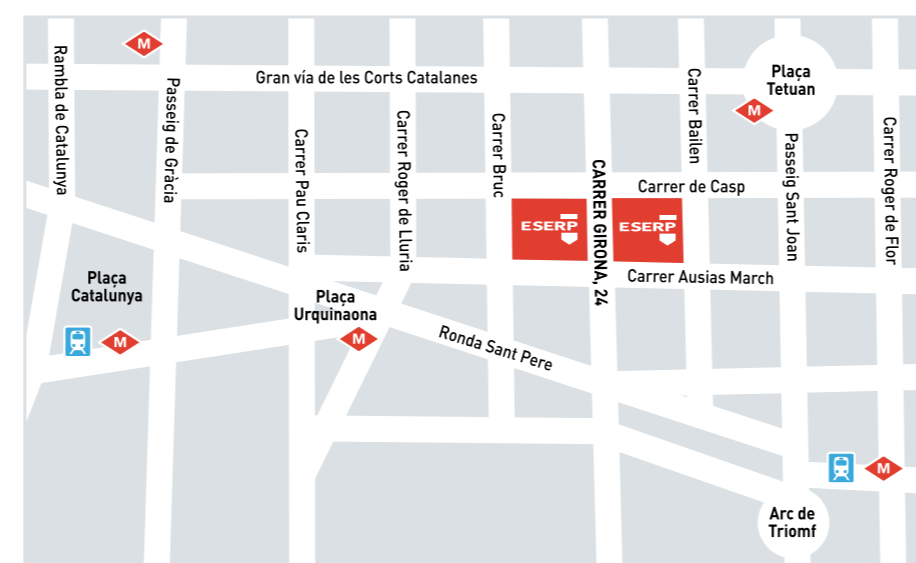 M
Rambla de Catalunya
Passeig de Gràcia
Gran vía de les Corts Catalanes
Carrer Pau Claris
Carrer Roger de Lluria
Carrer Bruc
CARRER GIRONA, 24
Carrer Bailen
Plaça
Tetuan
M
Passeig Sant Joan
Carrer Roger de Flor
Carrer de Casp
ESERP
ESERP
Carrer Ausias March
Plaça
Catalunya
M
Plaça
Urquinaona
M
Ronda Sant Pere
M
Arc de
Triomf